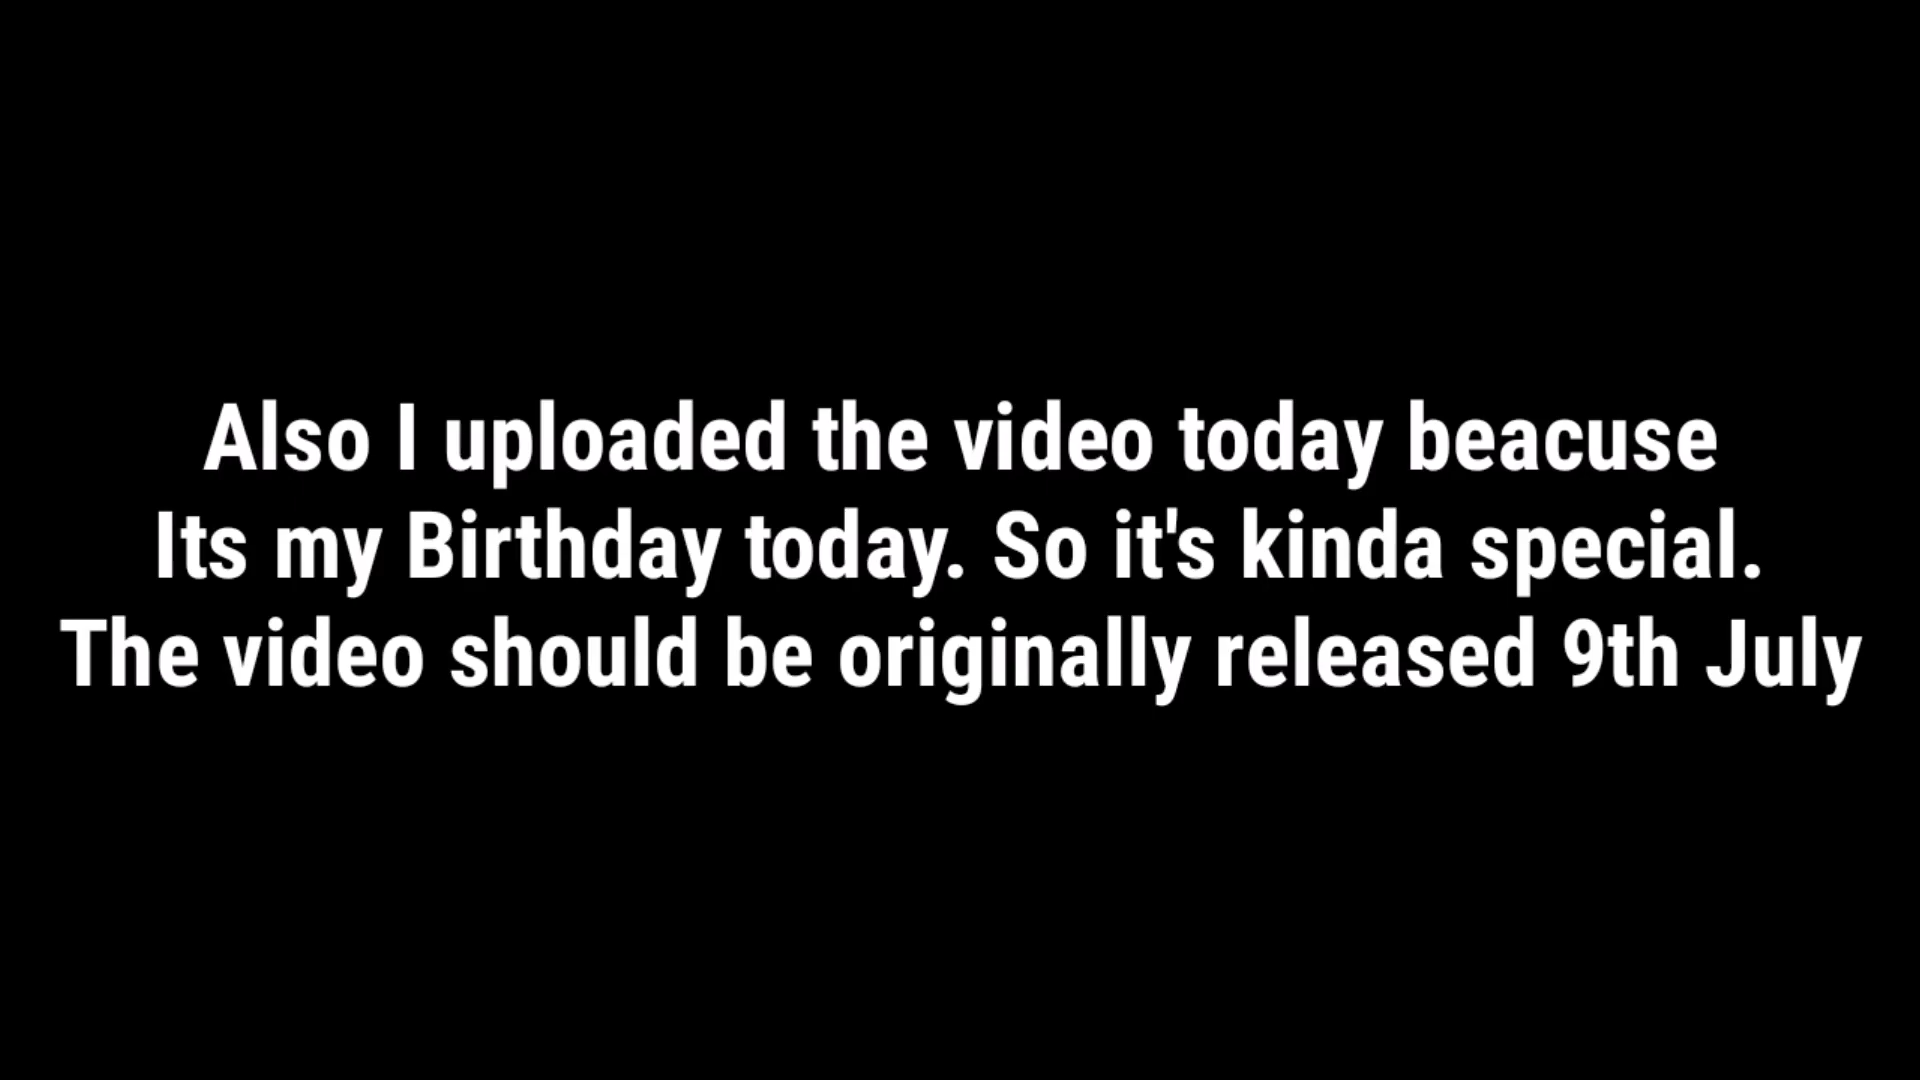 Also I uploaded the video today beacuse
Its my Birthday today. So it's kinda special.
The video should be originally released 9th July